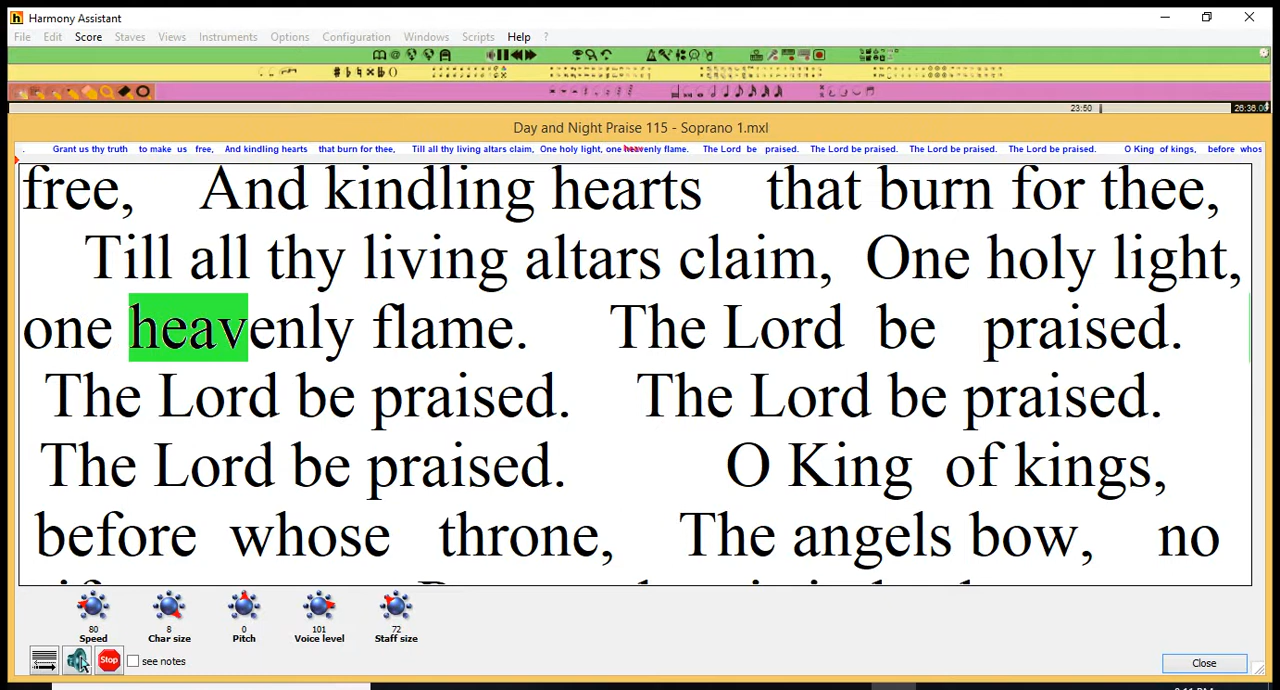 Harmony Assistant
File Edit Score Staves Views Instruments Options Configuration Windows Scripts Help ?
23:50 26:36.00
Day and Night Praise 115 - Soprano 1.mxl
. Grant us thy truth to make us free, And kindling hearts that burn for thee, Till all thy living altars claim, One holy light, one heavenly flame. The Lord be praised. The Lord be praised. The Lord be praised. The Lord be praised. O King of kings, before whos
free, And kindling hearts that burn for thee,
Till all thy living altars claim, One holy light,
one heavenly flame. The Lord be praised.
The Lord be praised. The Lord be praised.
The Lord be praised. O King of kings,
before whose throne, The angels bow, no
80 8 0 101 72
Speed Char size Pitch Voice level Staff size
Stop see notes Close